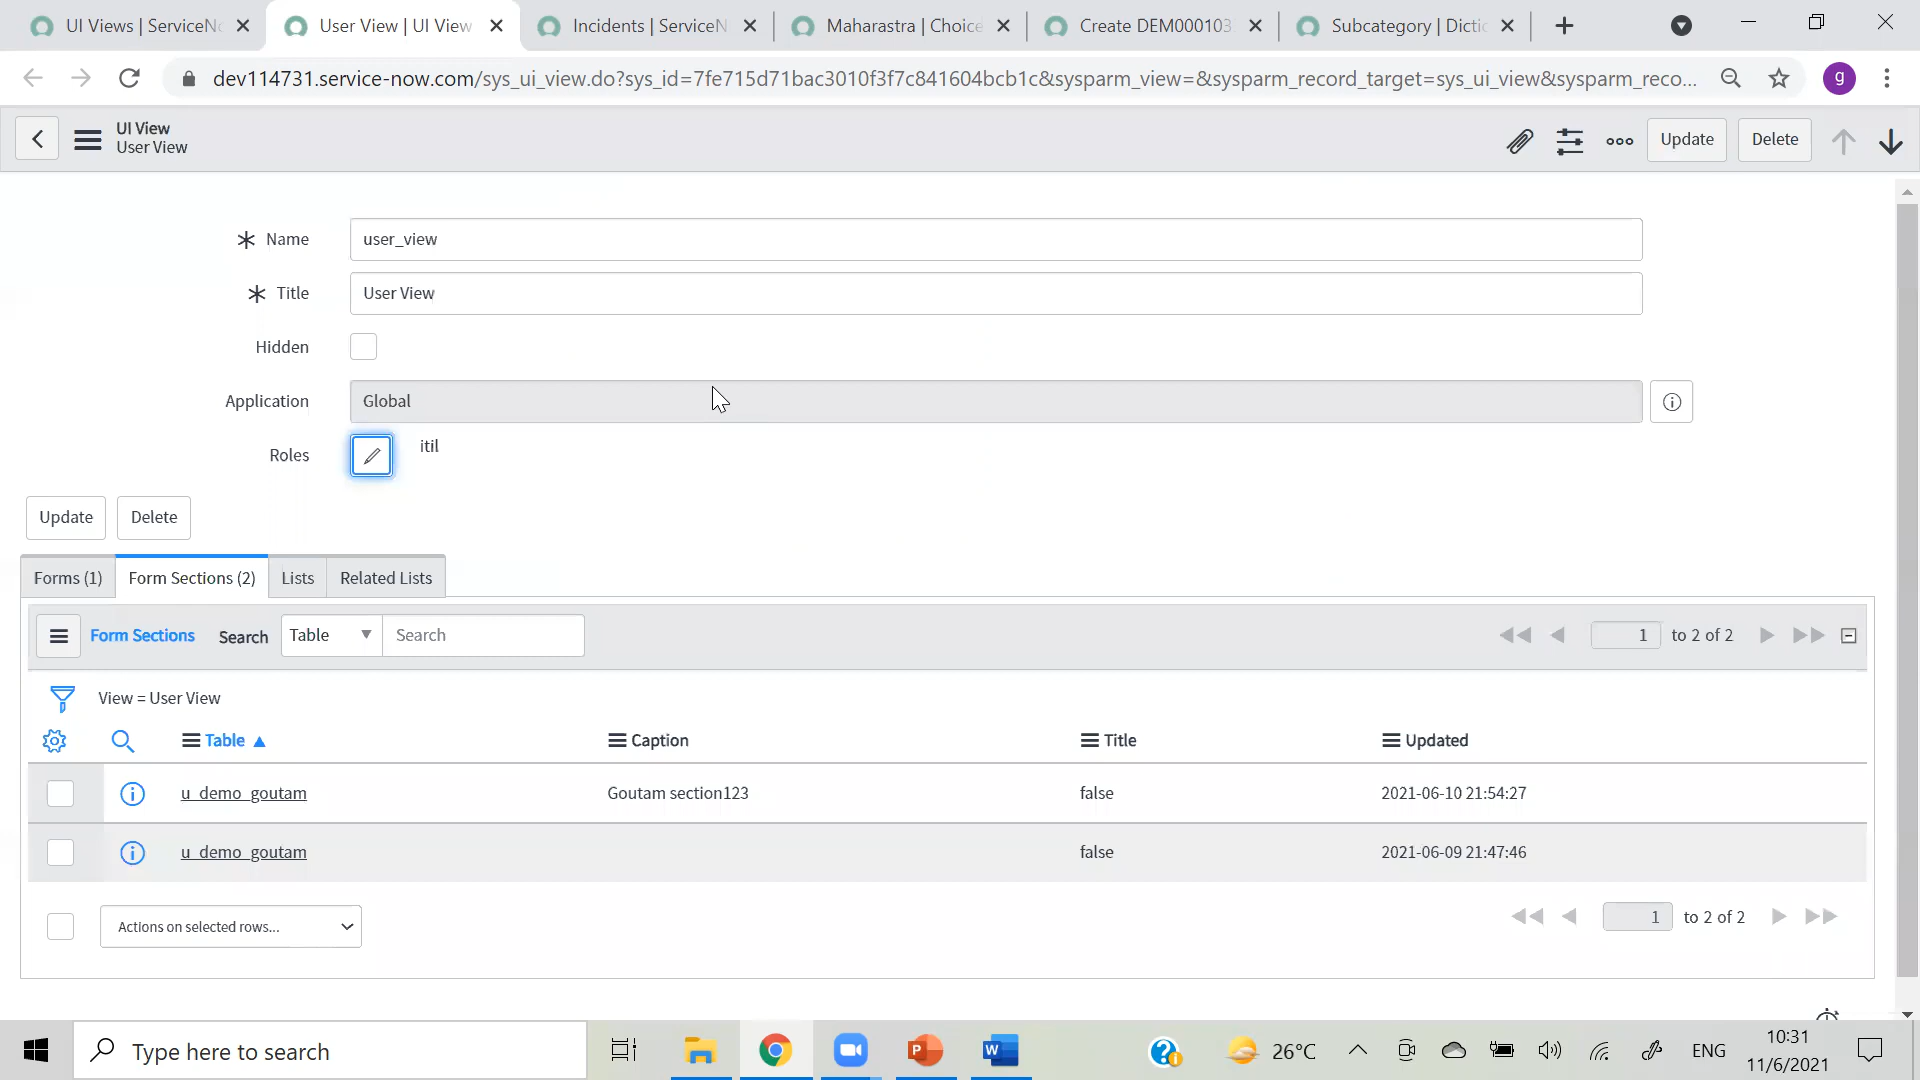 UI Views | ServiceNo
User View | UI View
Incidents | ServiceN
Maharastra | Choice
Create DEM000103
Subcategory | Dictic
dev114731.service-now.com/sys_ui_view.do?sys_id=7fe715d71bac3010f3f7c841604bcb1c&sysparm_view=&sysparm_record_target=sys_ui_view&sysparm_reco...
g
UI View
User View
Update
Delete
Name
user_view
Title
User View
Hidden
Application
Global
Roles
itil
Update
Delete
Forms (1)
Form Sections (2)
Lists
Related Lists
Form Sections
Search
Table
Search
1 to 2 of 2
View = User View
Table
Caption
Title
Updated
u_demo_goutam
Goutam section123
false
2021-06-10 21:54:27
u_demo_goutam
false
2021-06-09 21:47:46
Actions on selected rows...
1 to 2 of 2
Type here to search
26°C
ENG
10:31
11/6/2021